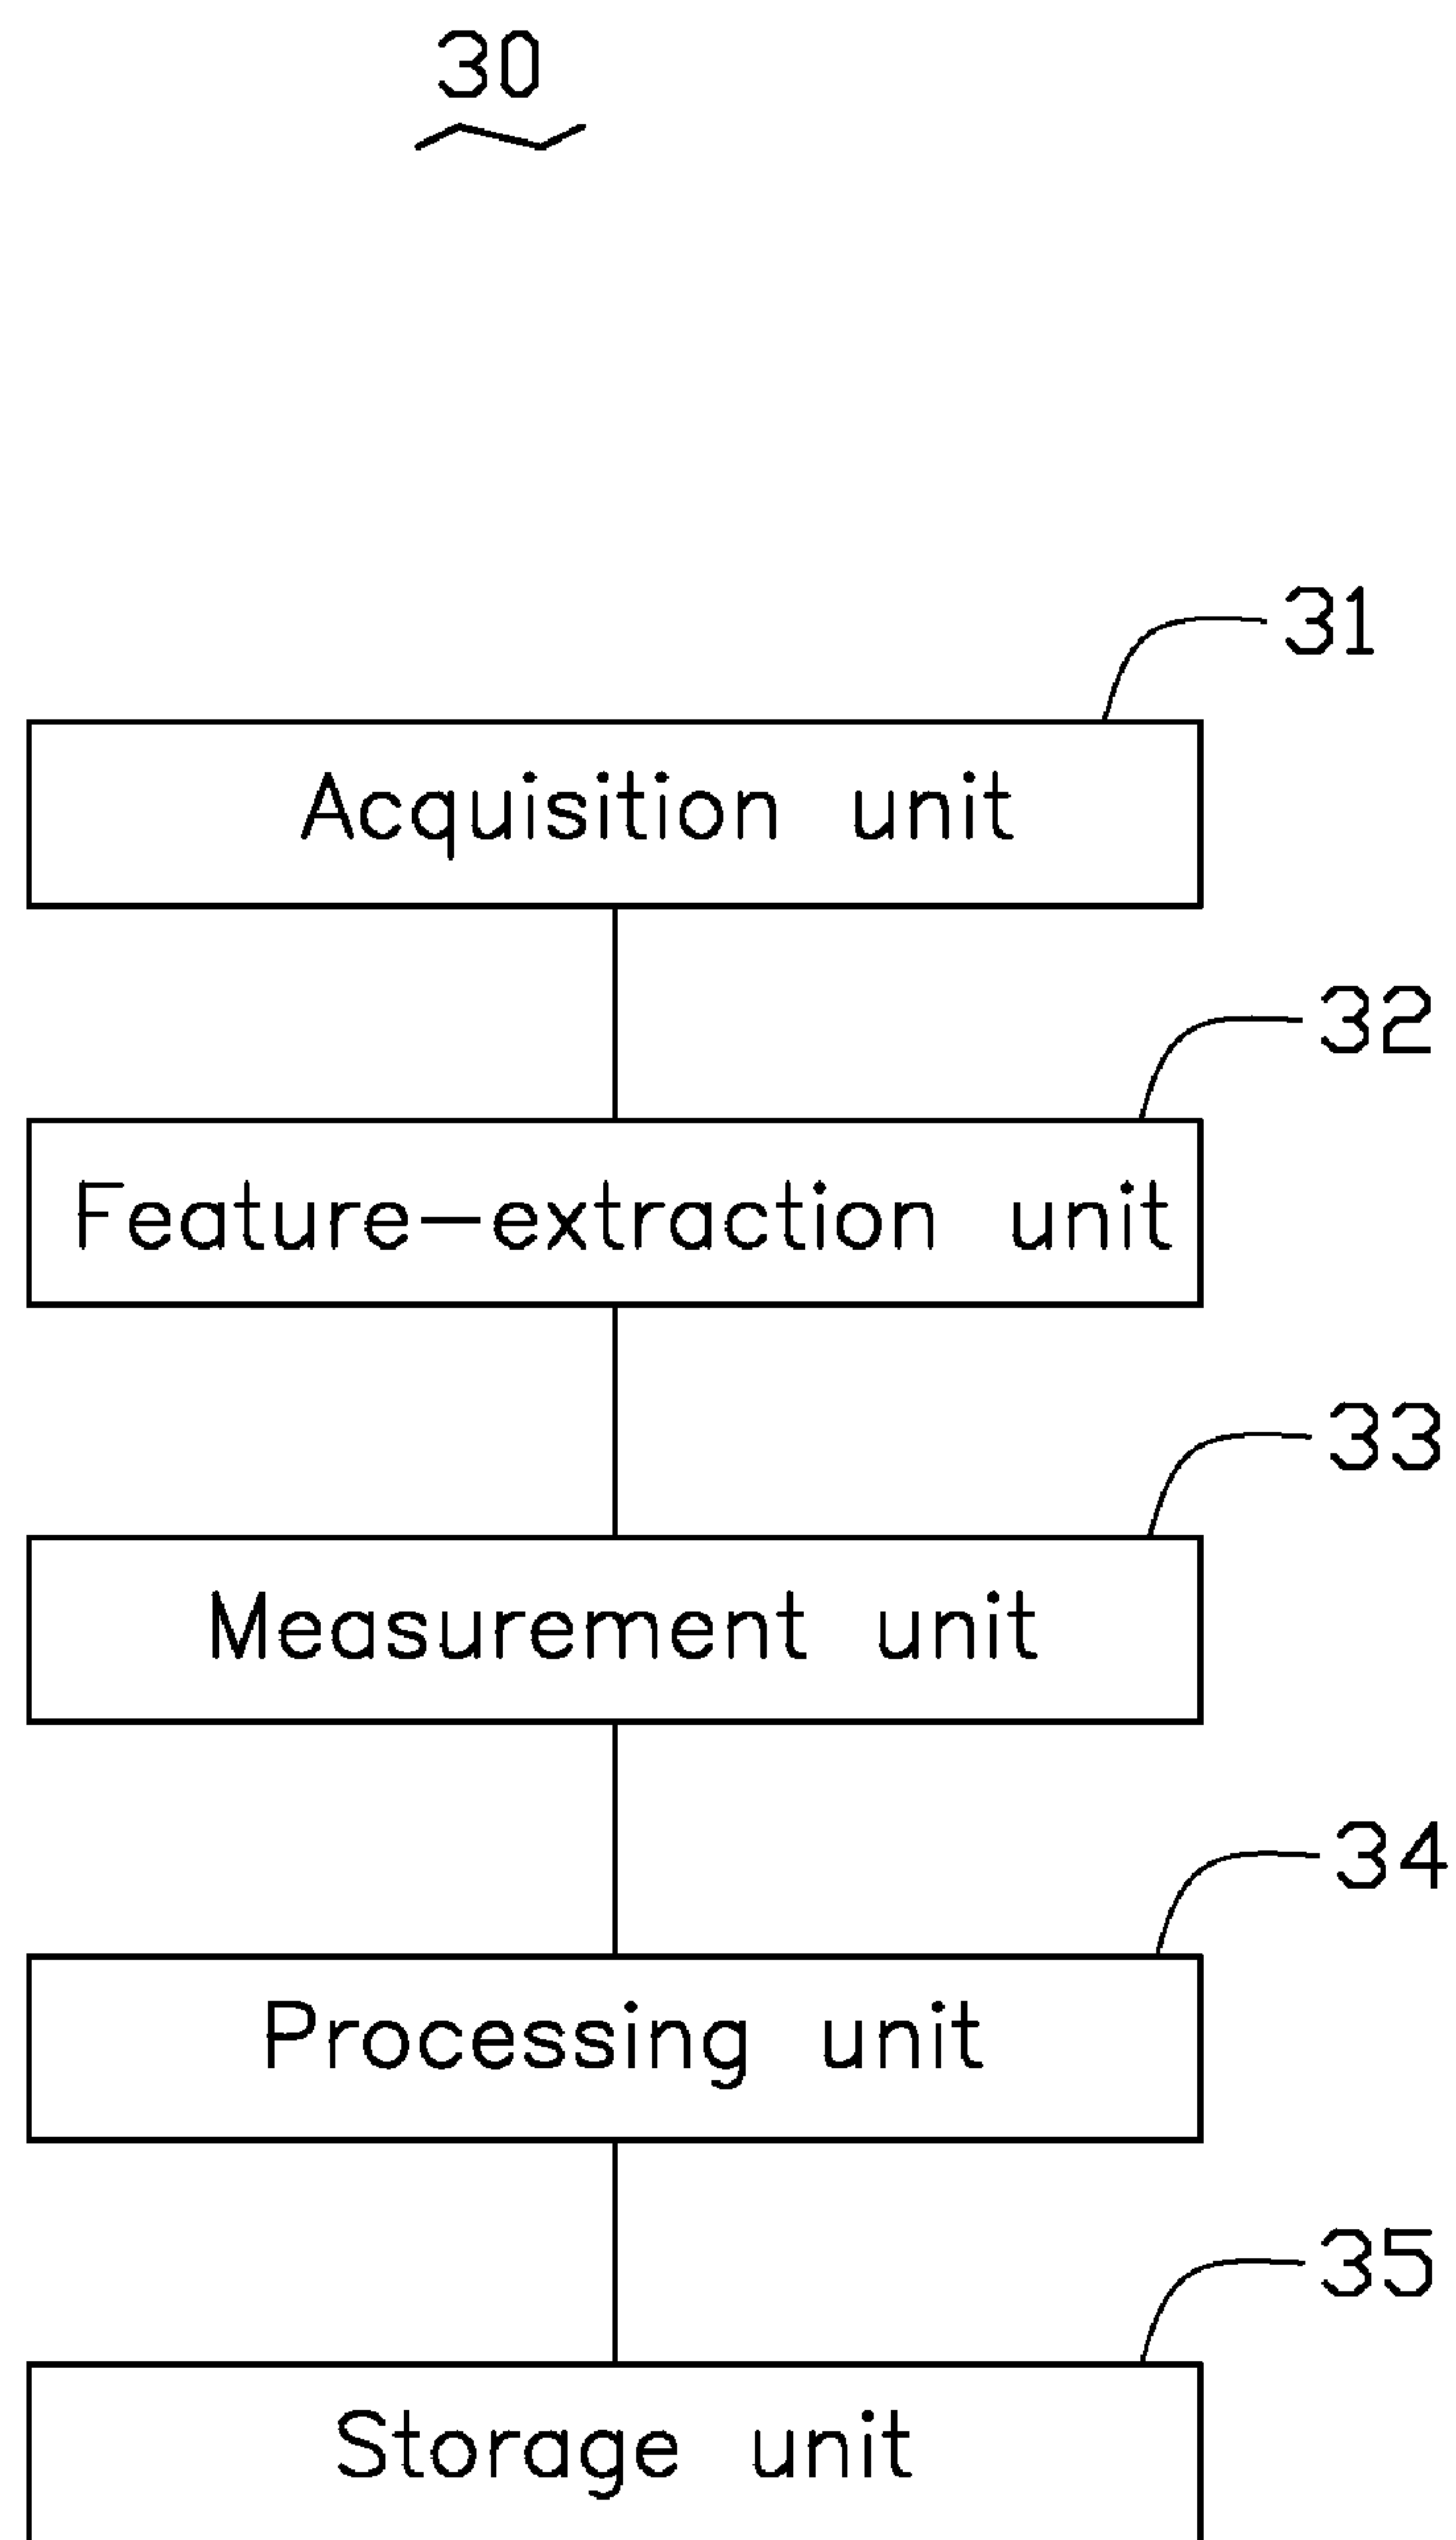 30
31
Acquisition unit
32
Feature-extraction unit
33
Measurement unit
34
Processing unit
35
Storage unit